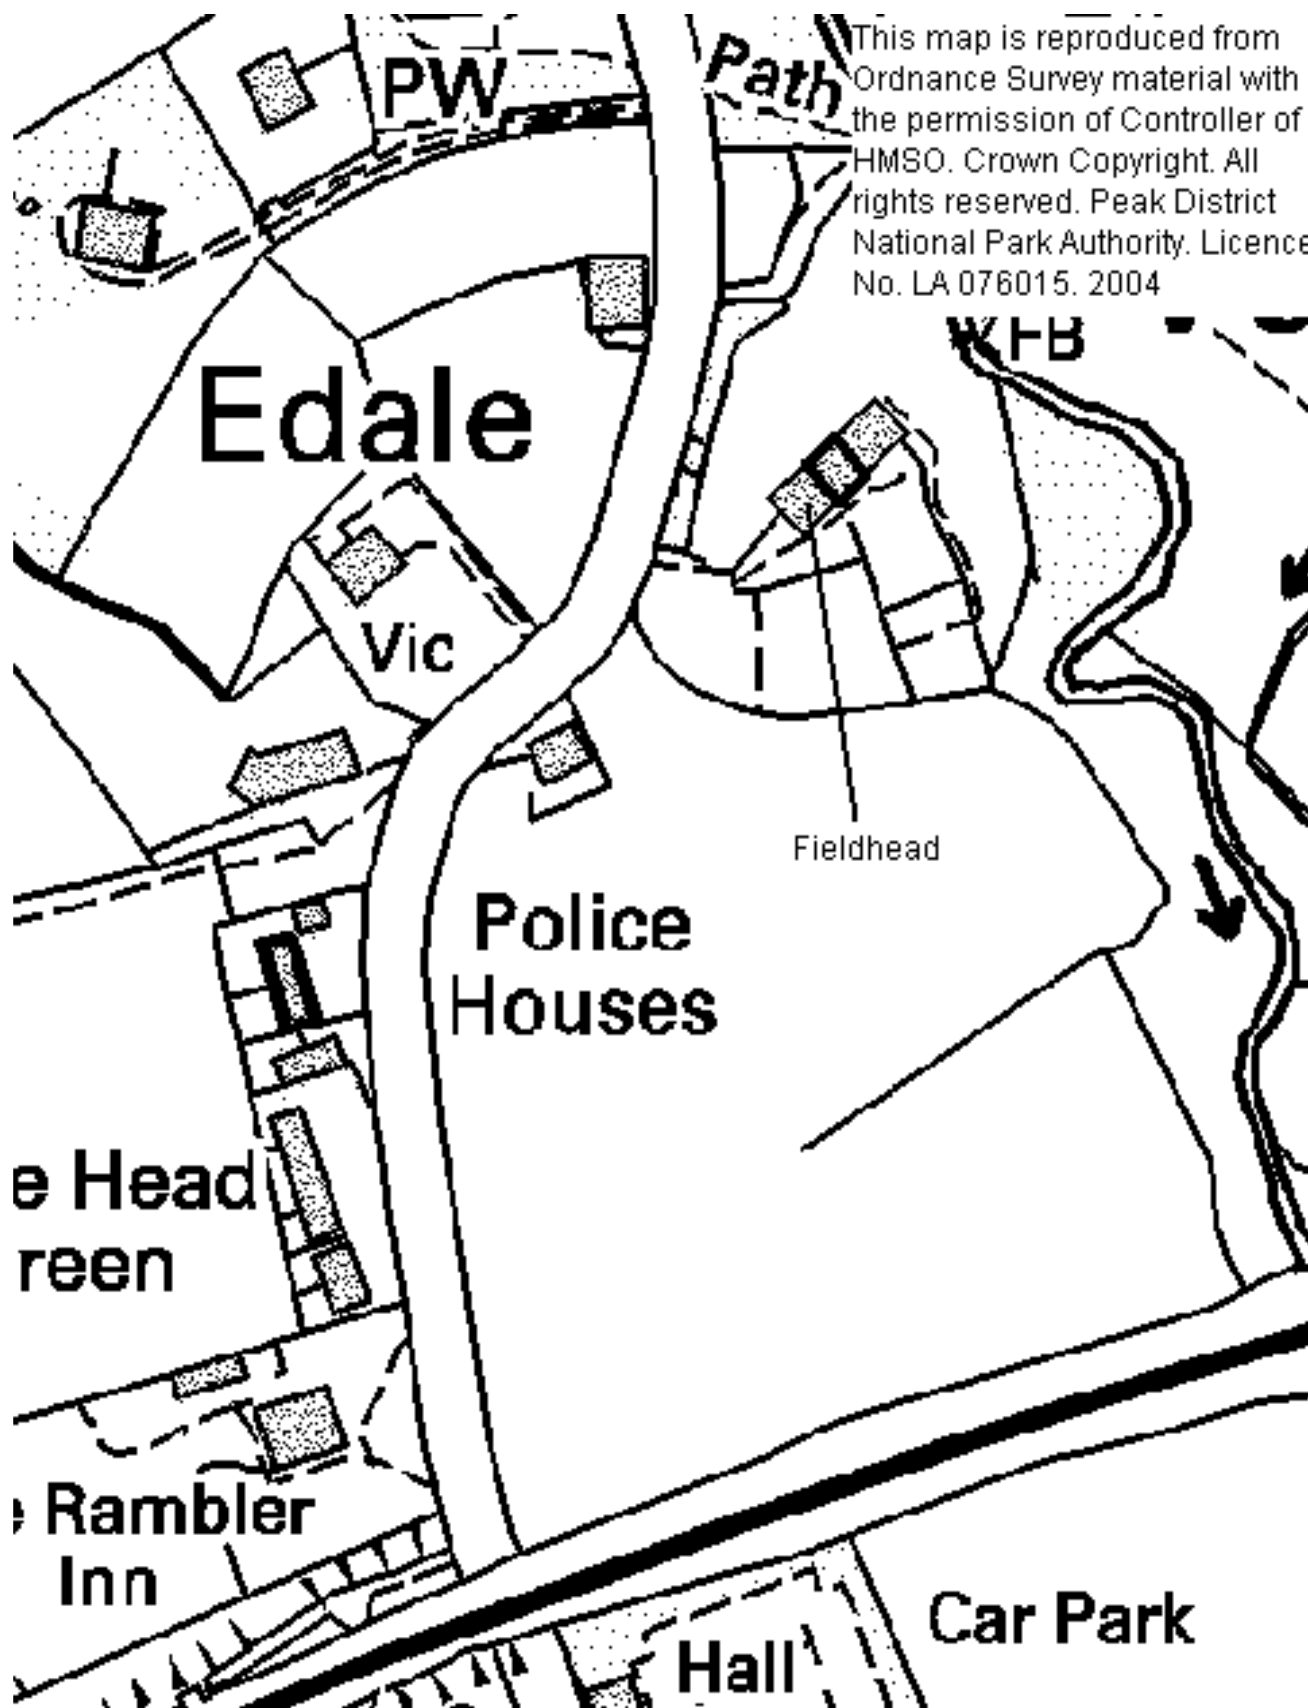 This map is reproduced from
Ordnance Survey material with
the permission of Controller of
HMSO. Crown Copyright. All
rights reserved. Peak District
National Park Authority. Licence
No. LA 076015. 2004
PW
Path
FB
Edale
Vic
Fieldhead
Police
Houses
e Head
reen
Rambler
Inn
Car Park
Hall